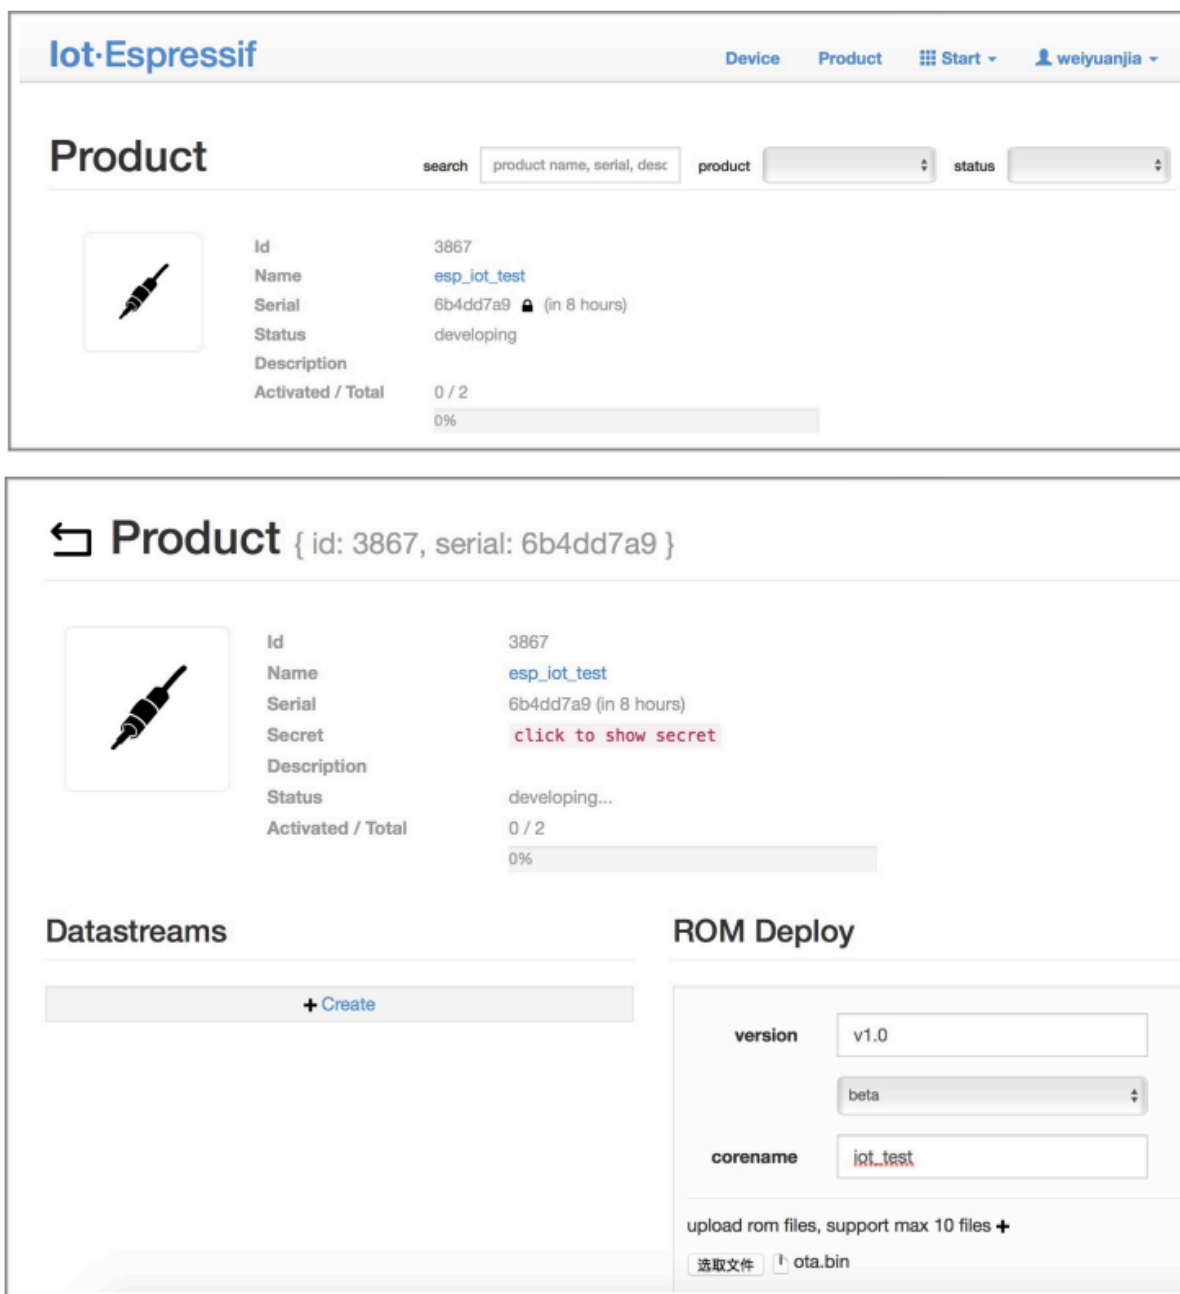 Iot·Espressif
Device Product Start weiyuanjia
Product
search product name, serial, desc product status
Id 3867
Name esp_iot_test
Serial 6b4dd7a9 (in 8 hours)
Status developing
Description
Activated / Total 0 / 2
0%
Product { id: 3867, serial: 6b4dd7a9 }
Id 3867
Name esp_iot_test
Serial 6b4dd7a9 (in 8 hours)
Secret click to show secret
Description
Status developing...
Activated / Total 0 / 2
0%
Datastreams
+ Create
ROM Deploy
version v1.0
beta
corename iot_test
upload rom files, support max 10 files +
选取文件 ota.bin